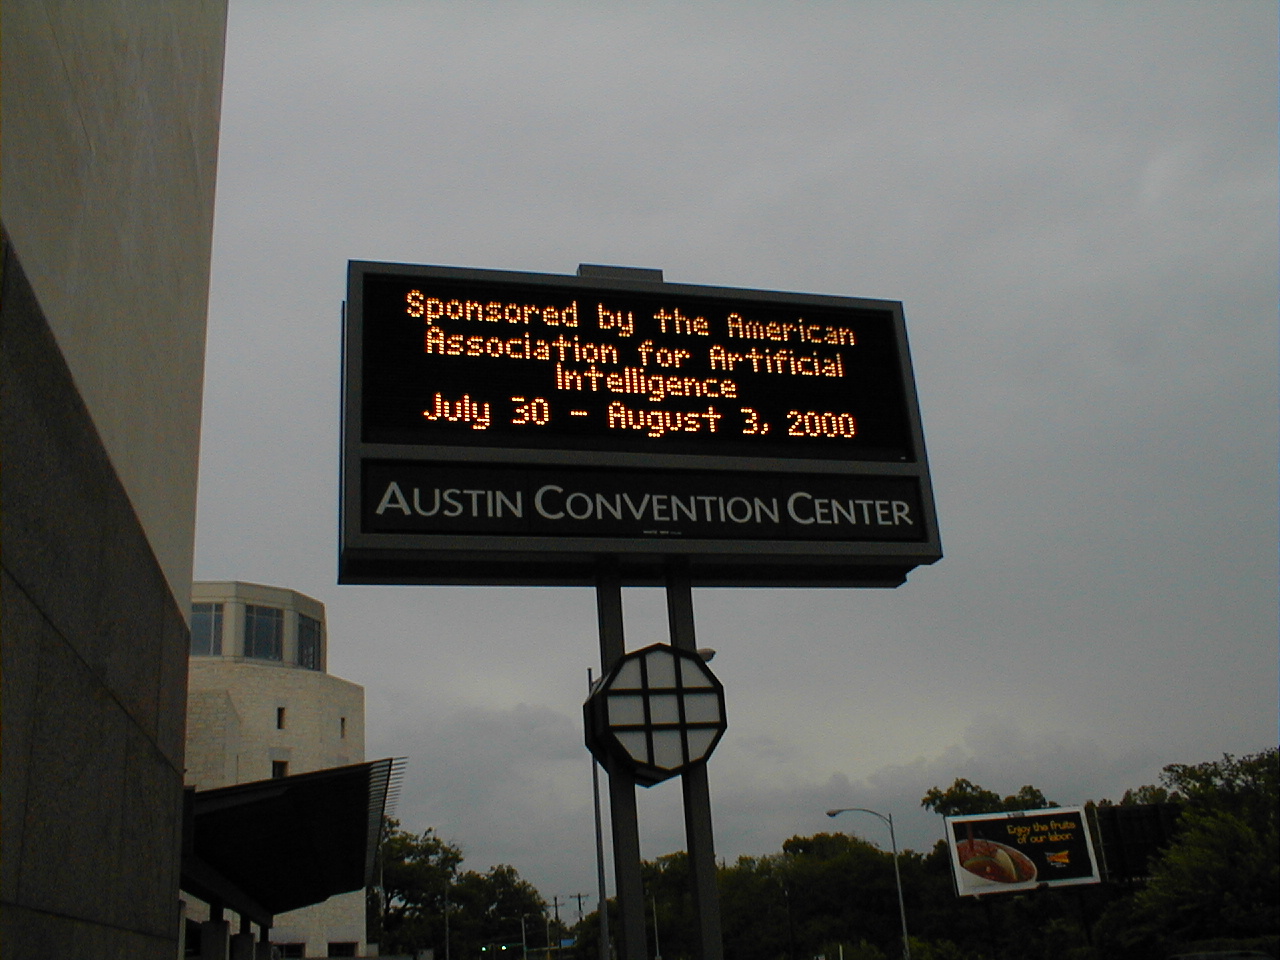 Sponsored by the American
Association for Artificial
Intelligence
July 30 - August 3, 2000
AUSTIN CONVENTION CENTER
Enjoy the fruits
of our labor.